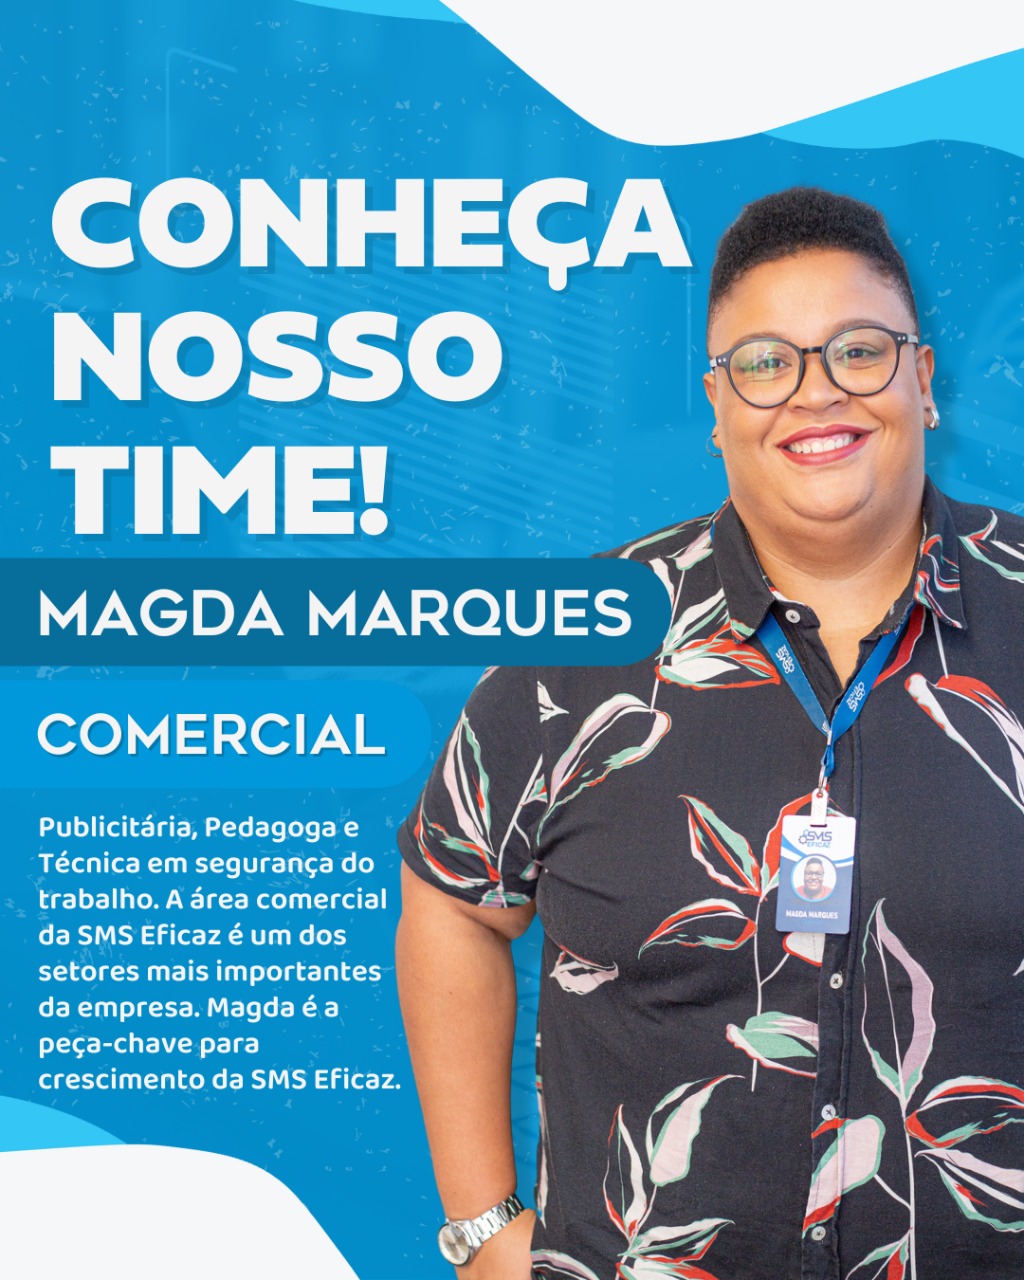 CONHEÇA
NOSSO
TIME!
MAGDA MARQUES
COMERCIAL
Publicitária, Pedagoga e
Técnica em segurança do
trabalho. A área comercial
da SMS Eficaz é um dos
setores mais importantes
da empresa. Magda é a
peça-chave para
crescimento da SMS Eficaz.
SMS
EFICAZ
MAGDA MARQUES